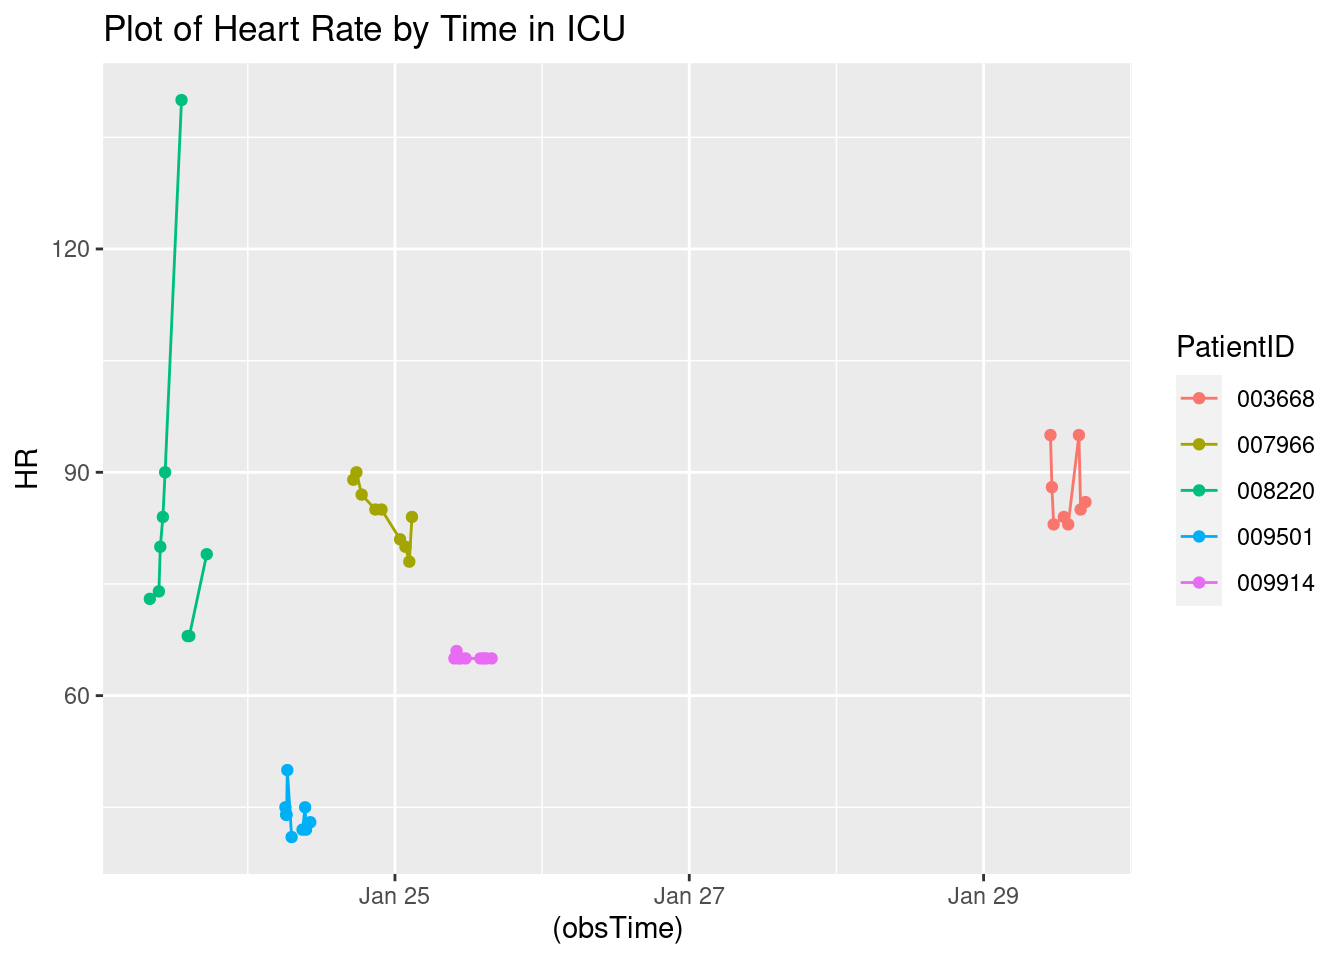 Plot of Heart Rate by Time in ICU
120
90
60
HR
Jan 25
Jan 27
Jan 29
(obsTime)
PatientID
003668
007966
008220
009501
009914